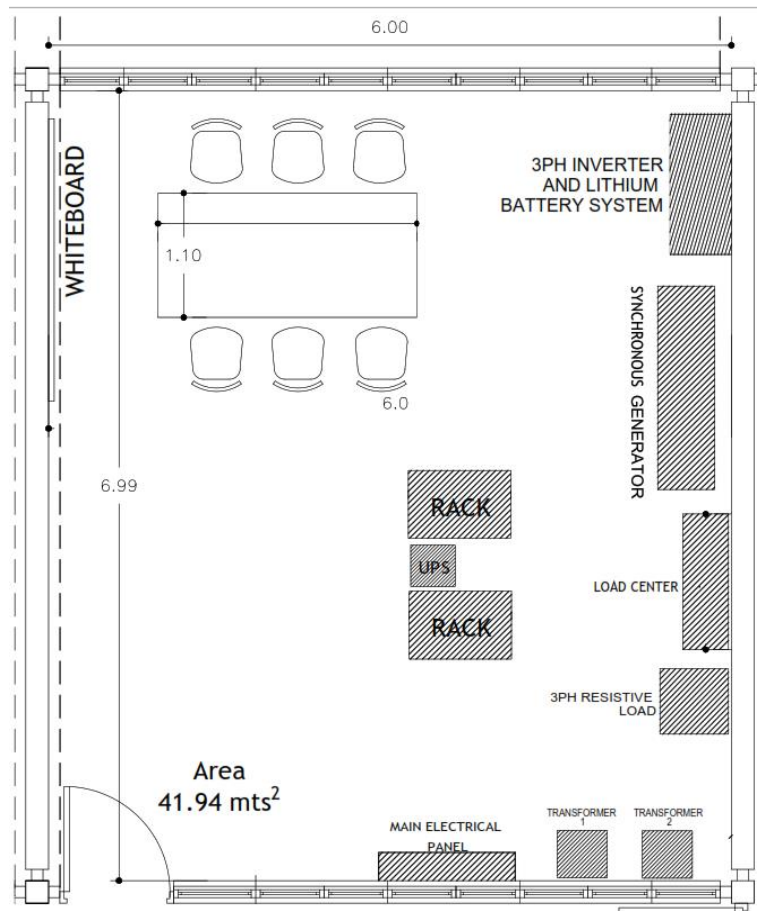 6.00
WHITEBOARD
3PH INVERTER
AND LITHIUM
BATTERY SYSTEM
1.10
SYNCHRONOUS GENERATOR
6.0
6.99
RACK
UPS
RACK
LOAD CENTER
3PH RESISTIVE
LOAD
Area
41.94 mts²
MAIN ELECTRICAL
PANEL
TRANSFORMER
1
TRANSFORMER
2